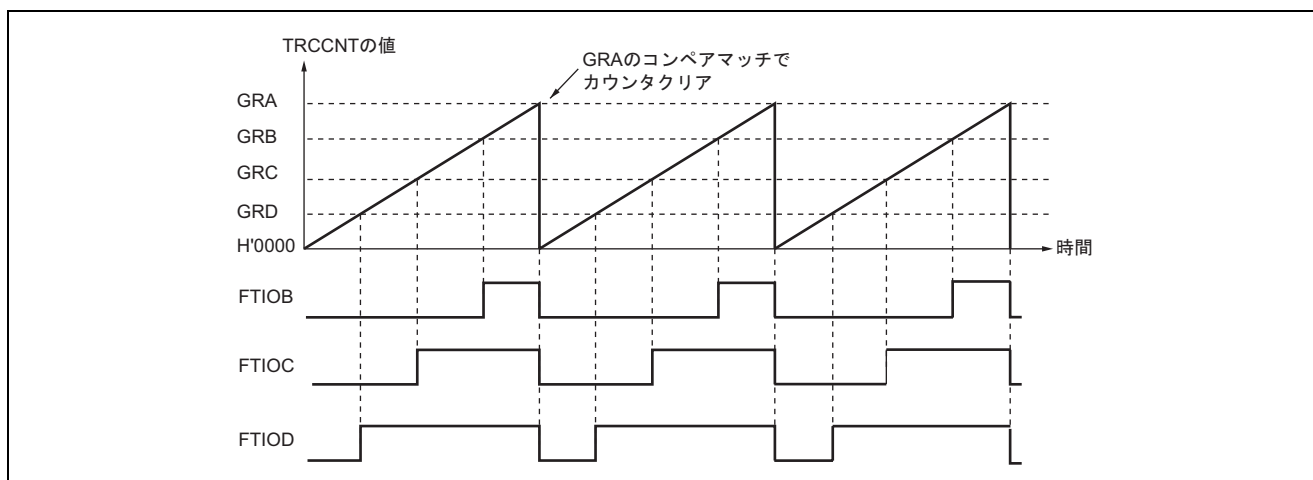 TRCCNTの値
GRAのコンペアマッチで
カウンタクリア
GRA
GRB
GRC
GRD
H'0000
時間
FTIOB
FTIOC
FTIOD